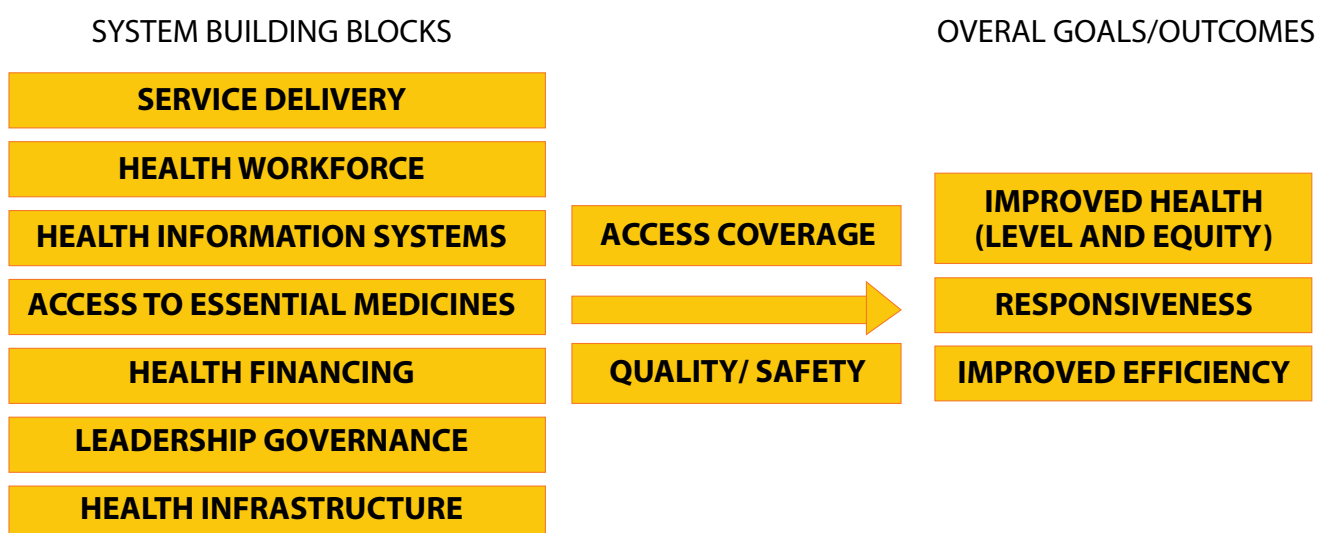 SYSTEM BUILDING BLOCKS
SERVICE DELIVERY
HEALTH WORKFORCE
HEALTH INFORMATION SYSTEMS
ACCESS TO ESSENTIAL MEDICINES
HEALTH FINANCING
LEADERSHIP GOVERNANCE
HEALTH INFRASTRUCTURE
ACCESS COVERAGE
QUALITY/ SAFETY
OVERAL GOALS/OUTCOMES
IMPROVED HEALTH
(LEVEL AND EQUITY)
RESPONSIVENESS
IMPROVED EFFICIENCY